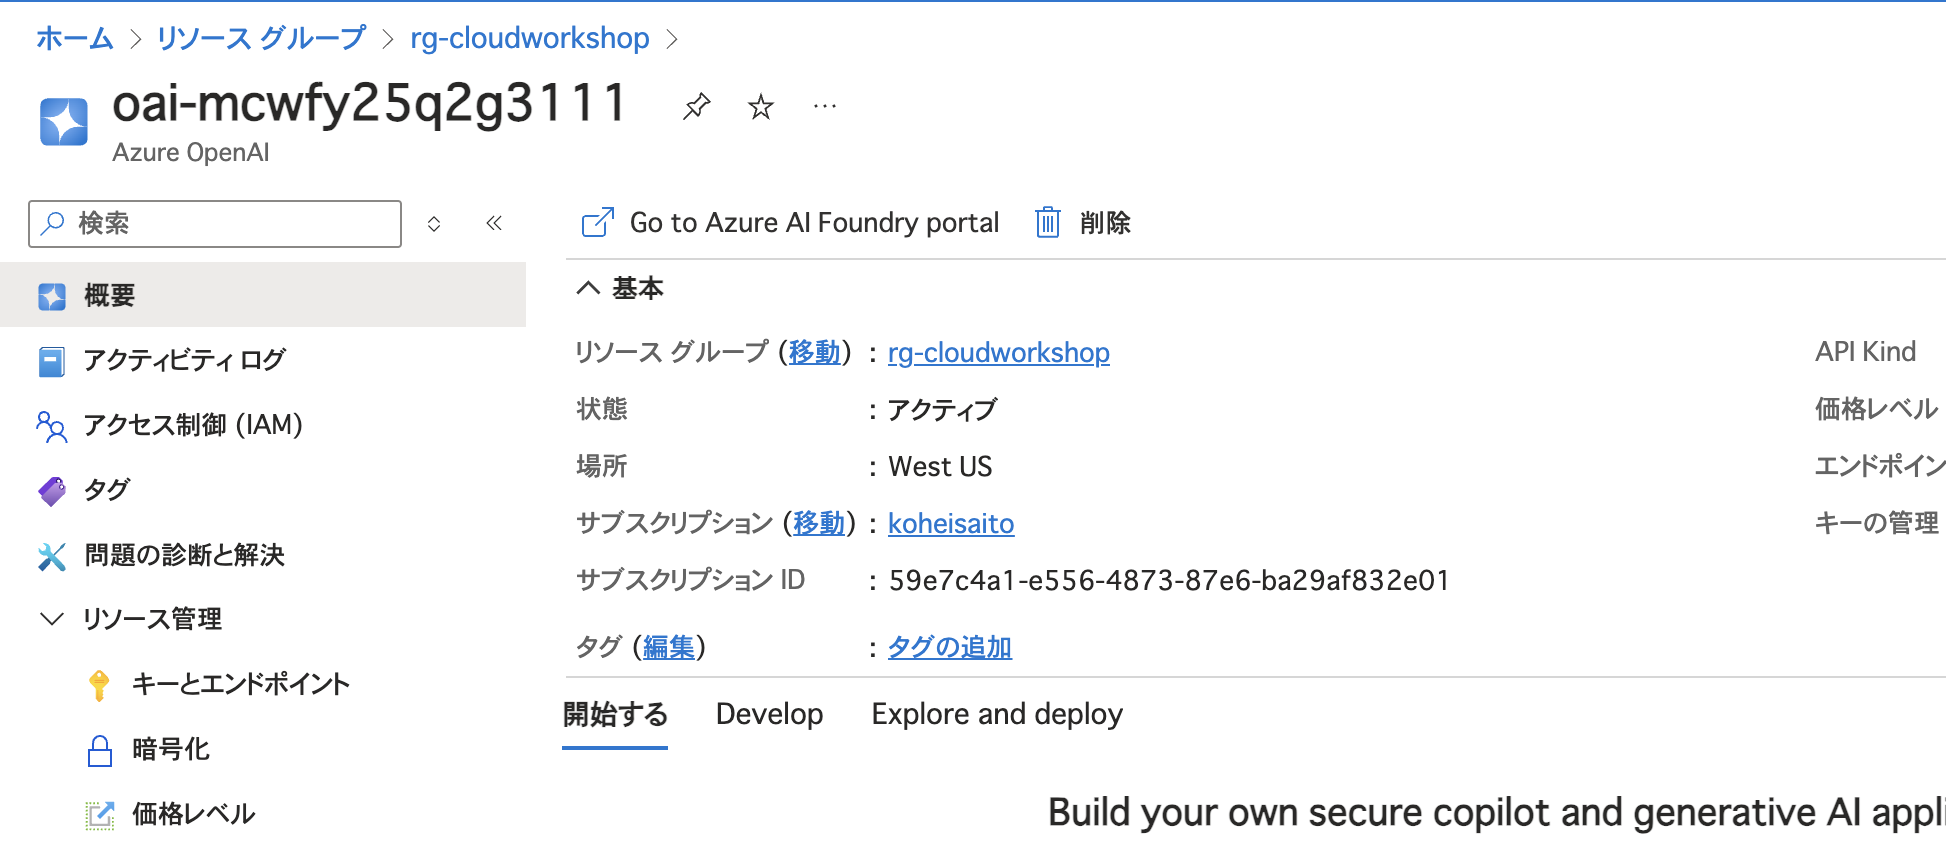 ホーム > リソース グループ > rg-cloudworkshop >
oai-mcwfy25q2g3111 ...
Azure OpenAI
検索
Go to Azure AI Foundry portal 削除
概要
アクティビティ ログ
アクセス制御 (IAM)
タグ
問題の診断と解決
リソース管理
キーとエンドポイント
暗号化
価格レベル
基本
リソース グループ (移動) : rg-cloudworkshop
状態 : アクティブ
場所 : West US
サブスクリプション (移動) : koheisaito
サブスクリプション ID : 59e7c4a1-e556-4873-87e6-ba29af832e01
タグ (編集) : タグの追加
API Kind
価格レベル
エンドポイン
キーの管理
開始する Develop Explore and deploy
Build your own secure copilot and generative AI appli